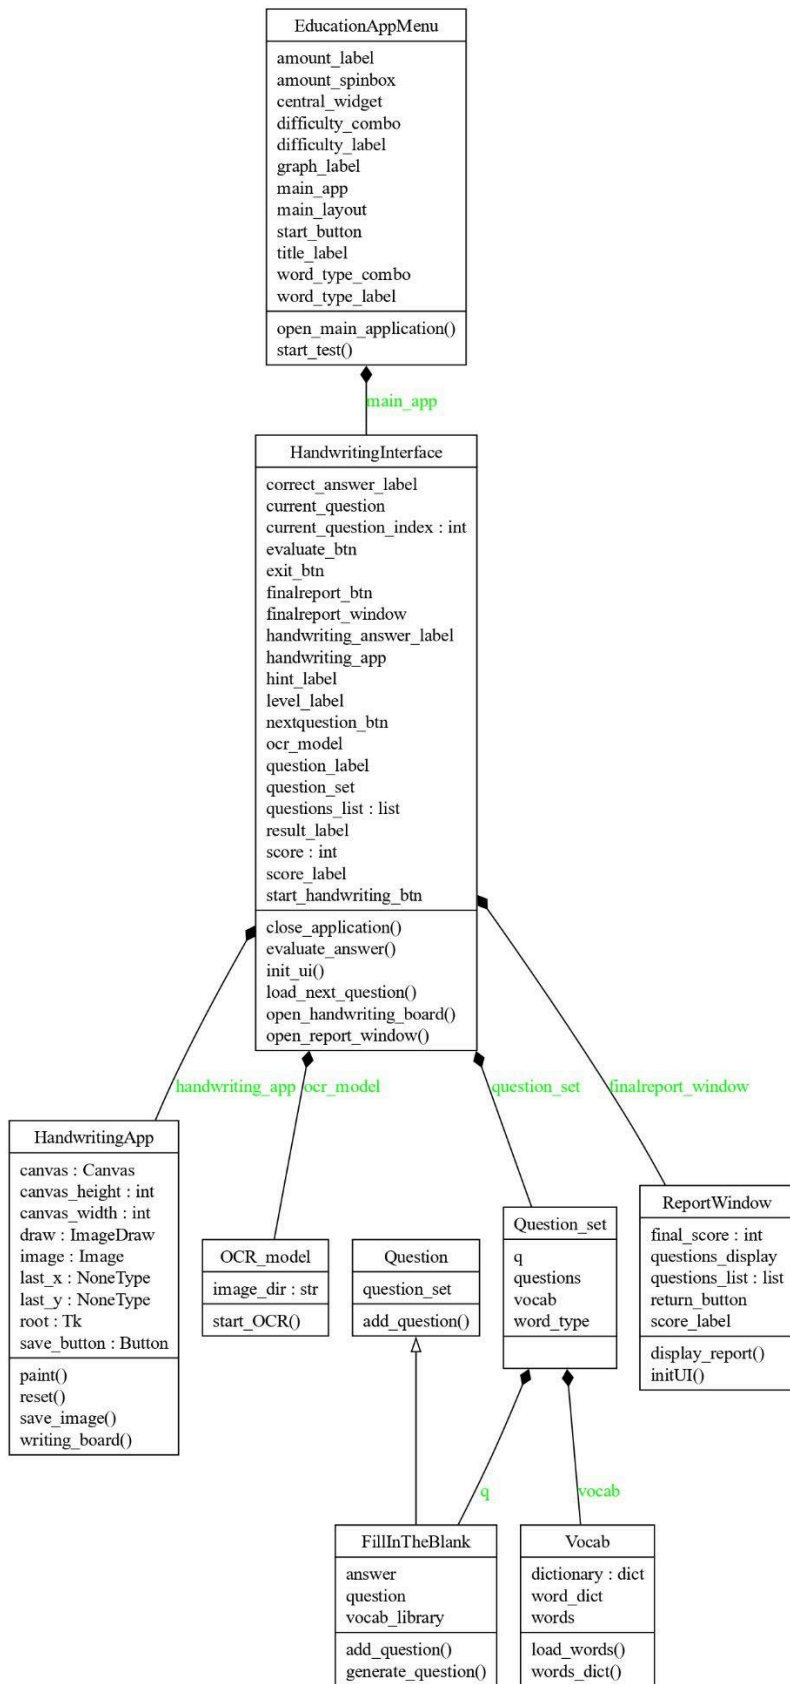 EducationAppMenu
amount_label
amount_spinbox
central_widget
difficulty_combo
difficulty_label
graph_label
main_app
main_layout
start_button
title_label
word_type_combo
word_type_label
open_main_application()
start_test()
main_app
HandwritingInterface
correct_answer_label
current_question
current_question_index : int
evaluate_btn
exit_btn
finalreport_btn
finalreport_window
handwriting_answer_label
handwriting_app
hint_label
level_label
nextquestion_btn
ocr_model
question_label
question_set
questions_list : list
result_label
score : int
score_label
start_handwriting_btn
close_application()
evaluate_answer()
init_ui()
load_next_question()
open_handwriting_board()
open_report_window()
handwriting_app
ocr_model
question_set
finalreport_window
HandwritingApp
canvas : Canvas
canvas_height : int
canvas_width : int
draw : ImageDraw
image : Image
last_x : NoneType
last_y : NoneType
root : Tk
save_button : Button
paint()
reset()
save_image()
writing_board()
OCR_model
image_dir : str
start_OCR()
Question
question_set
add_question()
Question_set
q
questions
vocab
word_type
ReportWindow
final_score : int
questions_display
questions_list : list
return_button
score_label
display_report()
initUI()
q
vocab
FillInTheBlank
answer
question
vocab_library
add_question()
generate_question()
Vocab
dictionary : dict
word_dict
words
load_words()
words_dict()